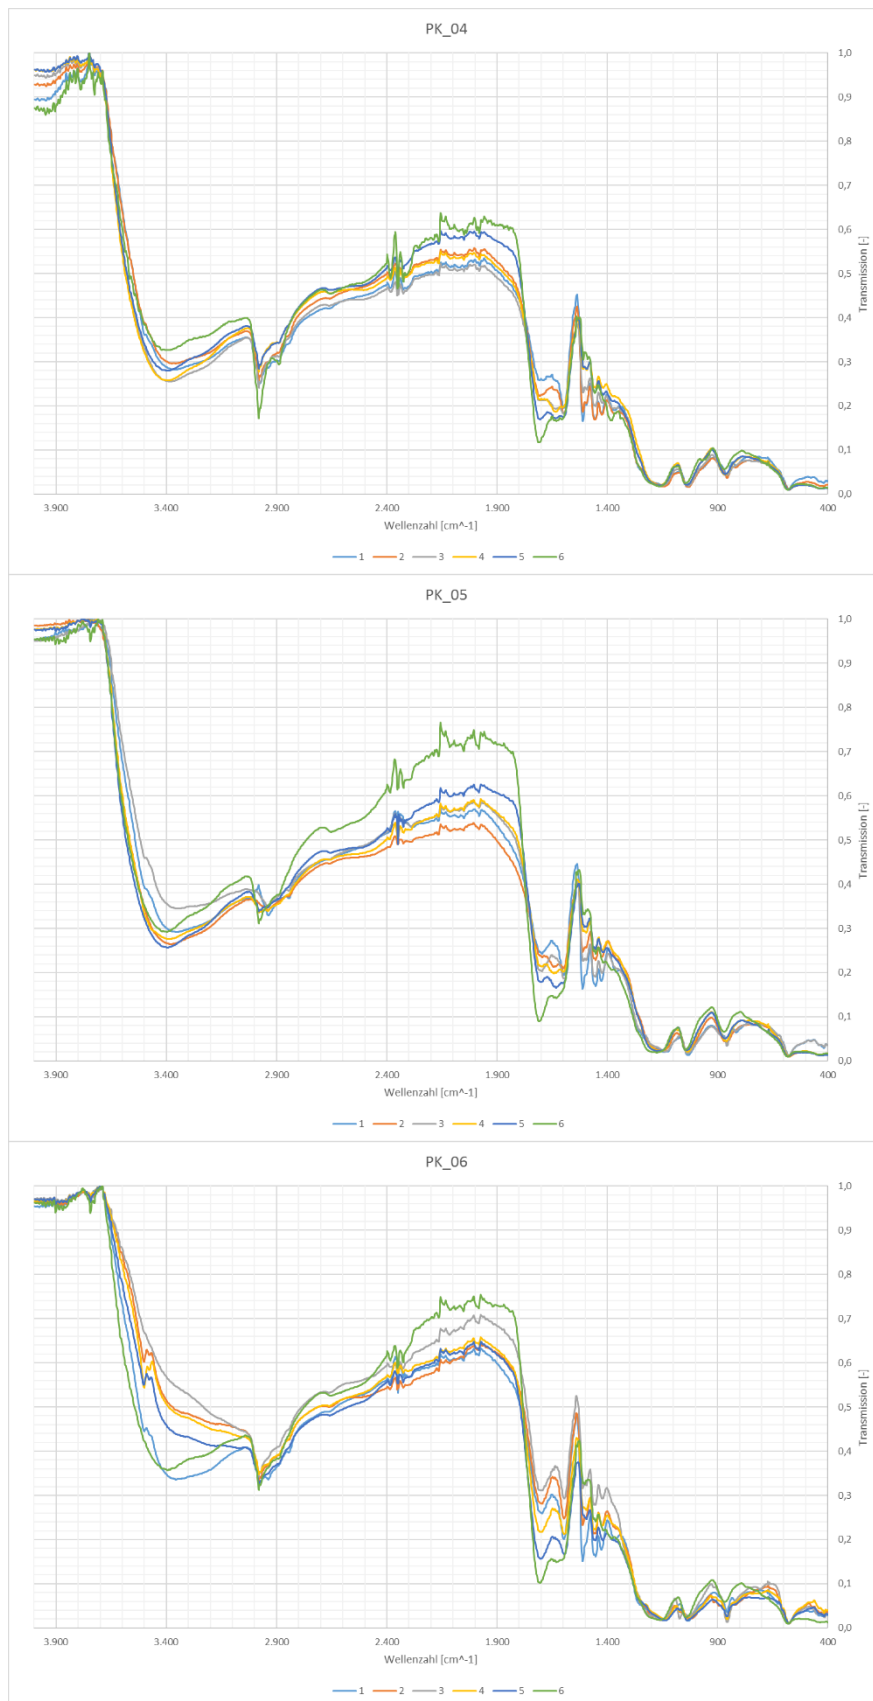 PK_04
1,0
0,9
0,8
0,7
0,6
0,5
0,4
0,3
0,2
0,1
0,0
Transmission [-]
3.900 3.400 2.900 2.400 1.900 1.400 900 400
Wellenzahl [cm^-1]
1 2 3 4 5 6
PK_05
1,0
0,9
0,8
0,7
0,6
0,5
0,4
0,3
0,2
0,1
0,0
Transmission [-]
3.900 3.400 2.900 2.400 1.900 1.400 900 400
Wellenzahl [cm^-1]
1 2 3 4 5 6
PK_06
1,0
0,9
0,8
0,7
0,6
0,5
0,4
0,3
0,2
0,1
0,0
Transmission [-]
3.900 3.400 2.900 2.400 1.900 1.400 900 400
Wellenzahl [cm^-1]
1 2 3 4 5 6